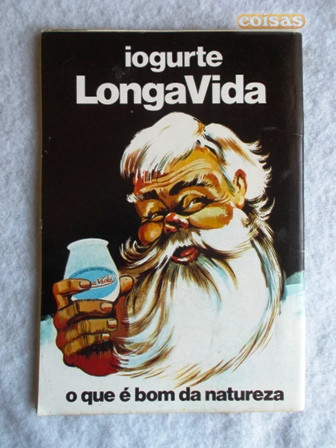 coisas
iogurte
LongaVida
o que é bom da natureza